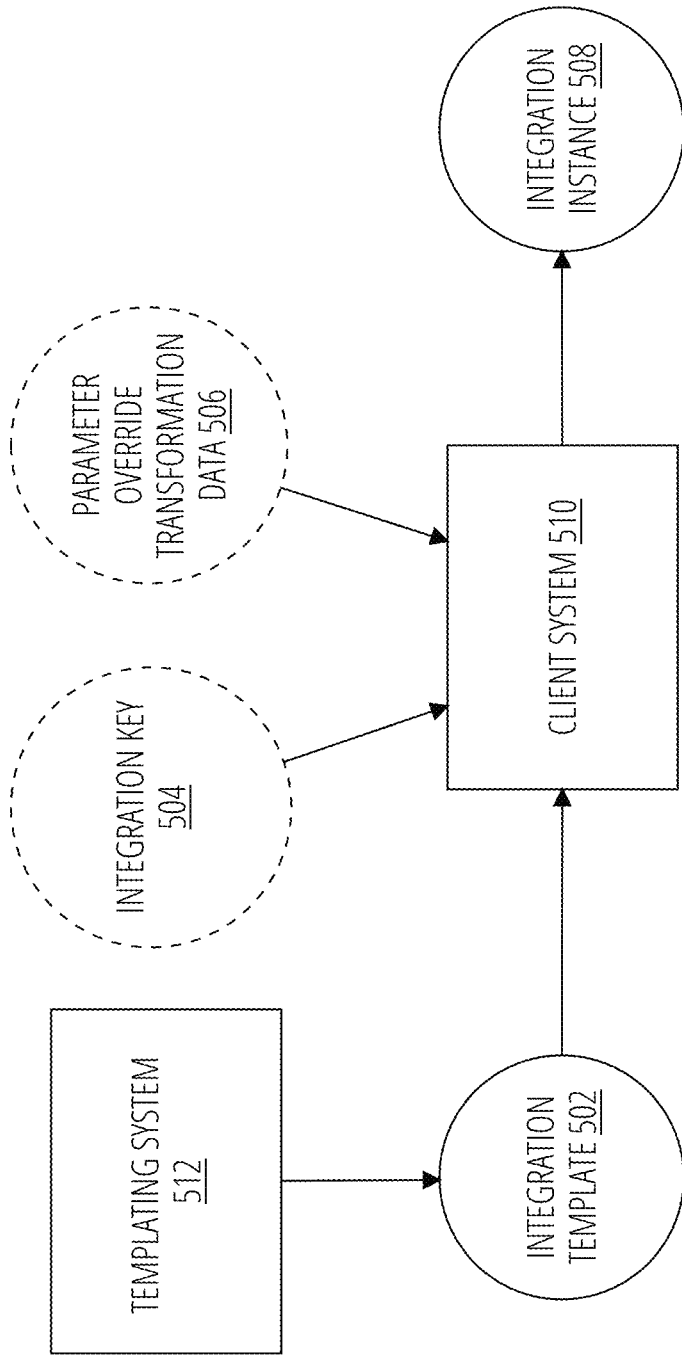 TEMPLATING SYSTEM
512
INTEGRATION KEY
504
PARAMETER
OVERRIDE
TRANSFORMATION
DATA 506
INTEGRATION
TEMPLATE 502
CLIENT SYSTEM 510
INTEGRATION
INSTANCE 508